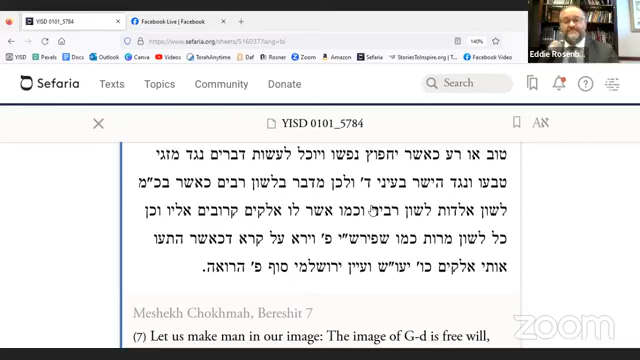 YISD 0101_5784
Facebook Live | Facebook
https://www.sefaria.org/sheets/516037?lang=bi
140%
YISD
Pevels
Docs
Outlook
Canva
Videos
TorahAnytime
Daf
Rosner
Zoom
Sefaryes
StoriesToInspire.org |...
Facebook Video
Eddie Rosenb...
Sefaria
Texts
Topics
Community
Donate
Search
YISD 0101_5784
אA
טוב או רע כאשר יחפוץ נפשו ויוכל לעשות דברים נגד מזגי
טבעו ונגד הישר בעיני ד' ולכן מדבר בלשון רבים כאשר בכ"מ
לשון אלדות לשון רבים וכמו אשר לו אלקים קרובים אליו וכן
כל לשון מרות כמו שפירש"י פ' וירא על קרא דכאשר התעו
אותי אלקים כו' יעו"ש ועיין ירושלמי סוף פ' הרואה.
Meshekh Chokhmah, Bereshit 7
(7) Let us make man in our image: The image of G-d is free will,
zoom